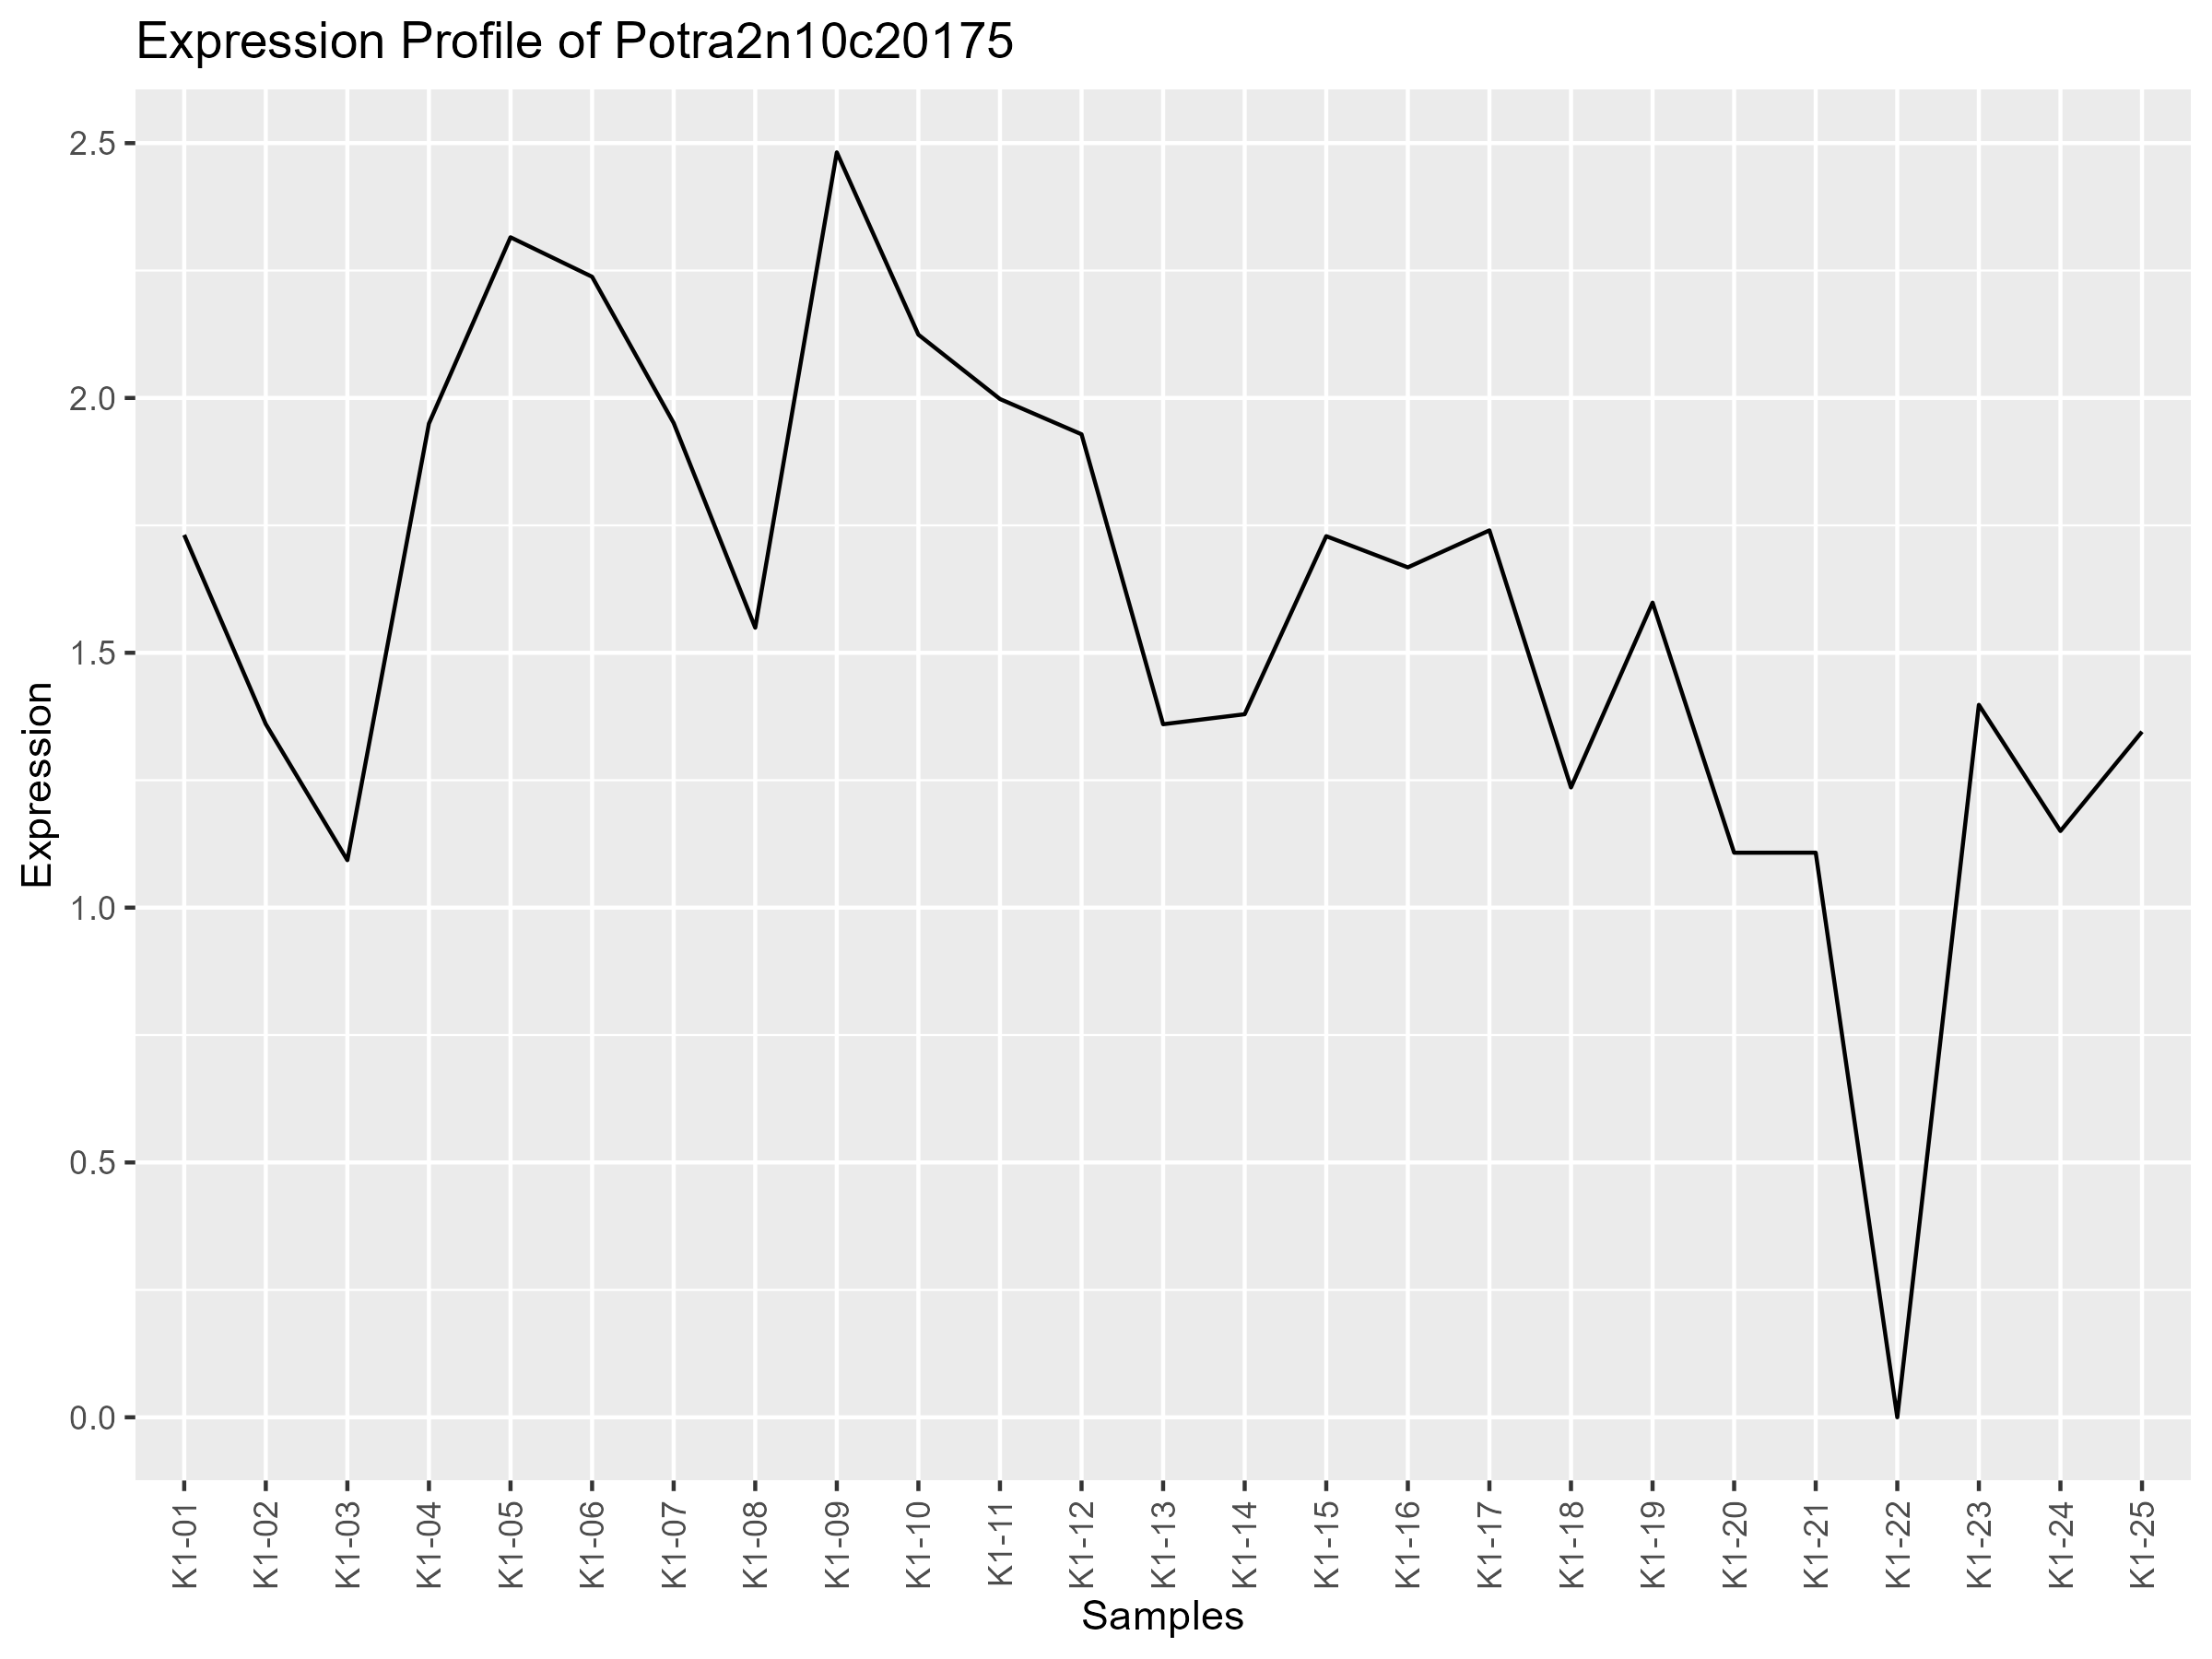 Expression Profile of Potra2n10c20175
Expression
2.5
2.0
1.5
1.0
0.5
0.0
K1-01
K1-02
K1-03
K1-04
K1-05
K1-06
K1-07
K1-08
K1-09
K1-10
K1-11
K1-12
K1-13
K1-14
K1-15
K1-16
K1-17
K1-18
K1-19
K1-20
K1-21
K1-22
K1-23
K1-24
K1-25
Samples